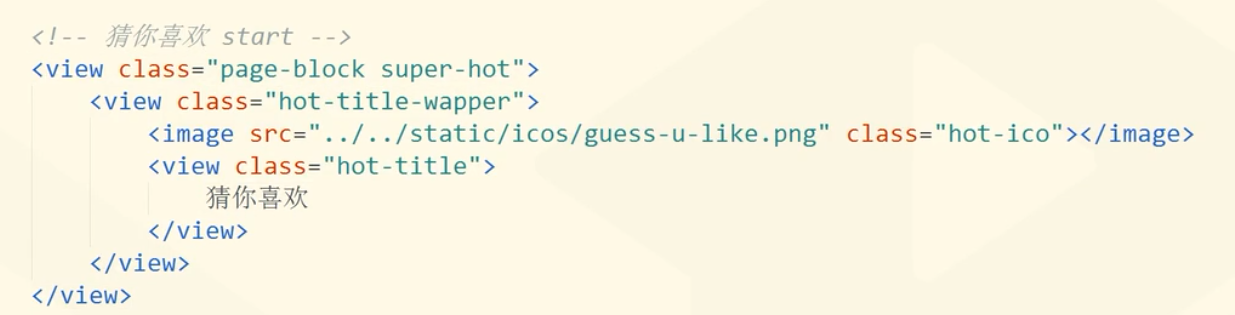 <!-- 猜你喜欢 start -->
<view class="page-block super-hot">
    <view class="hot-title-wapper">
        <image src="../../static/icos/guess-u-like.png" class="hot-ico"></image>
        <view class="hot-title">
            猜你喜欢
        </view>
    </view>
</view>